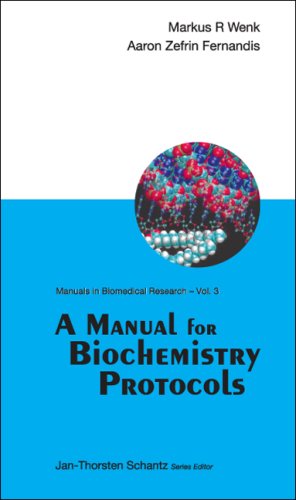 Markus R Wenk
Aaron Zefrin Fernandis
Manuals in Biomedical Research – Vol. 3
A Manual for
Biochemistry
Protocols
Jan-Thorsten Schantz Series Editor